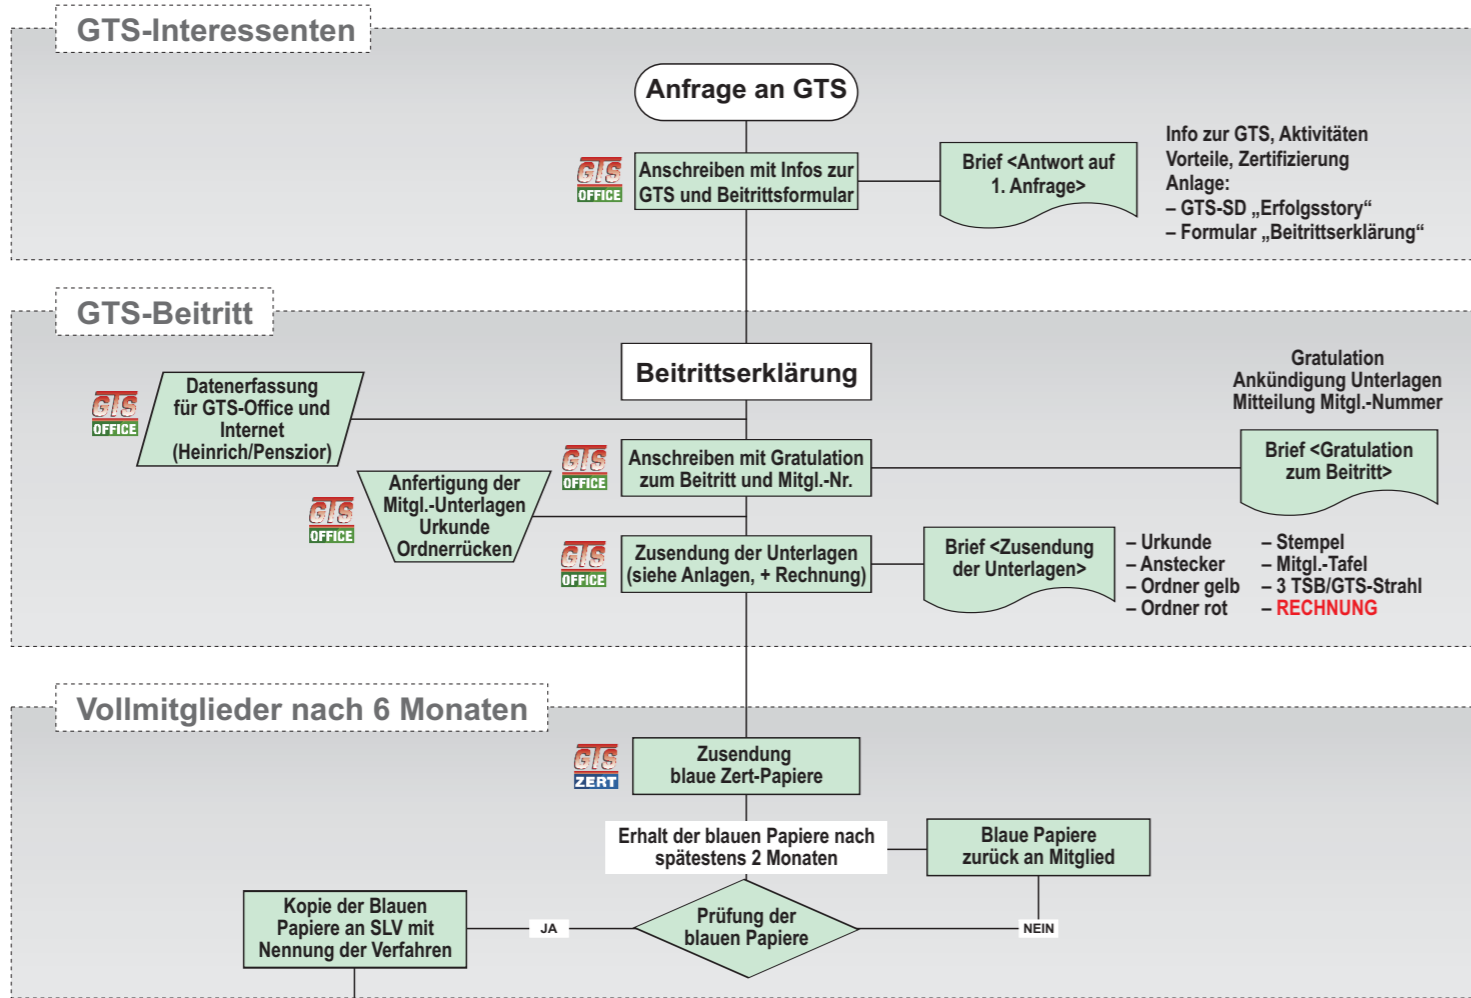 GTS-Interessenten
Anfrage an GTS
GTS
OFFICE
Anschreiben mit Infos zur
GTS und Beitrittsformular
Brief <Antwort auf
1. Anfrage>
Info zur GTS, Aktivitäten
Vorteile, Zertifizierung
Anlage:
– GTS-SD „Erfolgsstory“
– Formular „Beitrittserklärung“
GTS-Beitritt
Beitrittserklärung
GTS
OFFICE
Datenerfassung
für GTS-Office und
Internet
(Heinrich/Penszior)
Gratulation
Ankündigung Unterlagen
Mitteilung Mitgl.-Nummer
GTS
OFFICE
Anschreiben mit Gratulation
zum Beitritt und Mitgl.-Nr.
Brief <Gratulation
zum Beitritt>
GTS
OFFICE
Anfertigung der
Mitgl.-Unterlagen
Urkunde
Ordnerrücken
GTS
OFFICE
Zusendung der Unterlagen
(siehe Anlagen, + Rechnung)
Brief <Zusendung
der Unterlagen>
– Urkunde
– Anstecker
– Ordner gelb
– Ordner rot
– Stempel
– Mitgl.-Tafel
– 3 TSB/GTS-Strahl
– RECHNUNG
Vollmitglieder nach 6 Monaten
GTS
ZERT
Zusendung
blaue Zert-Papiere
Erhalt der blauen Papiere nach
spätestens 2 Monaten
Blaue Papiere
zurück an Mitglied
Kopie der Blauen
Papiere an SLV mit
Nennung der Verfahren
JA
Prüfung der
blauen Papiere
NEIN